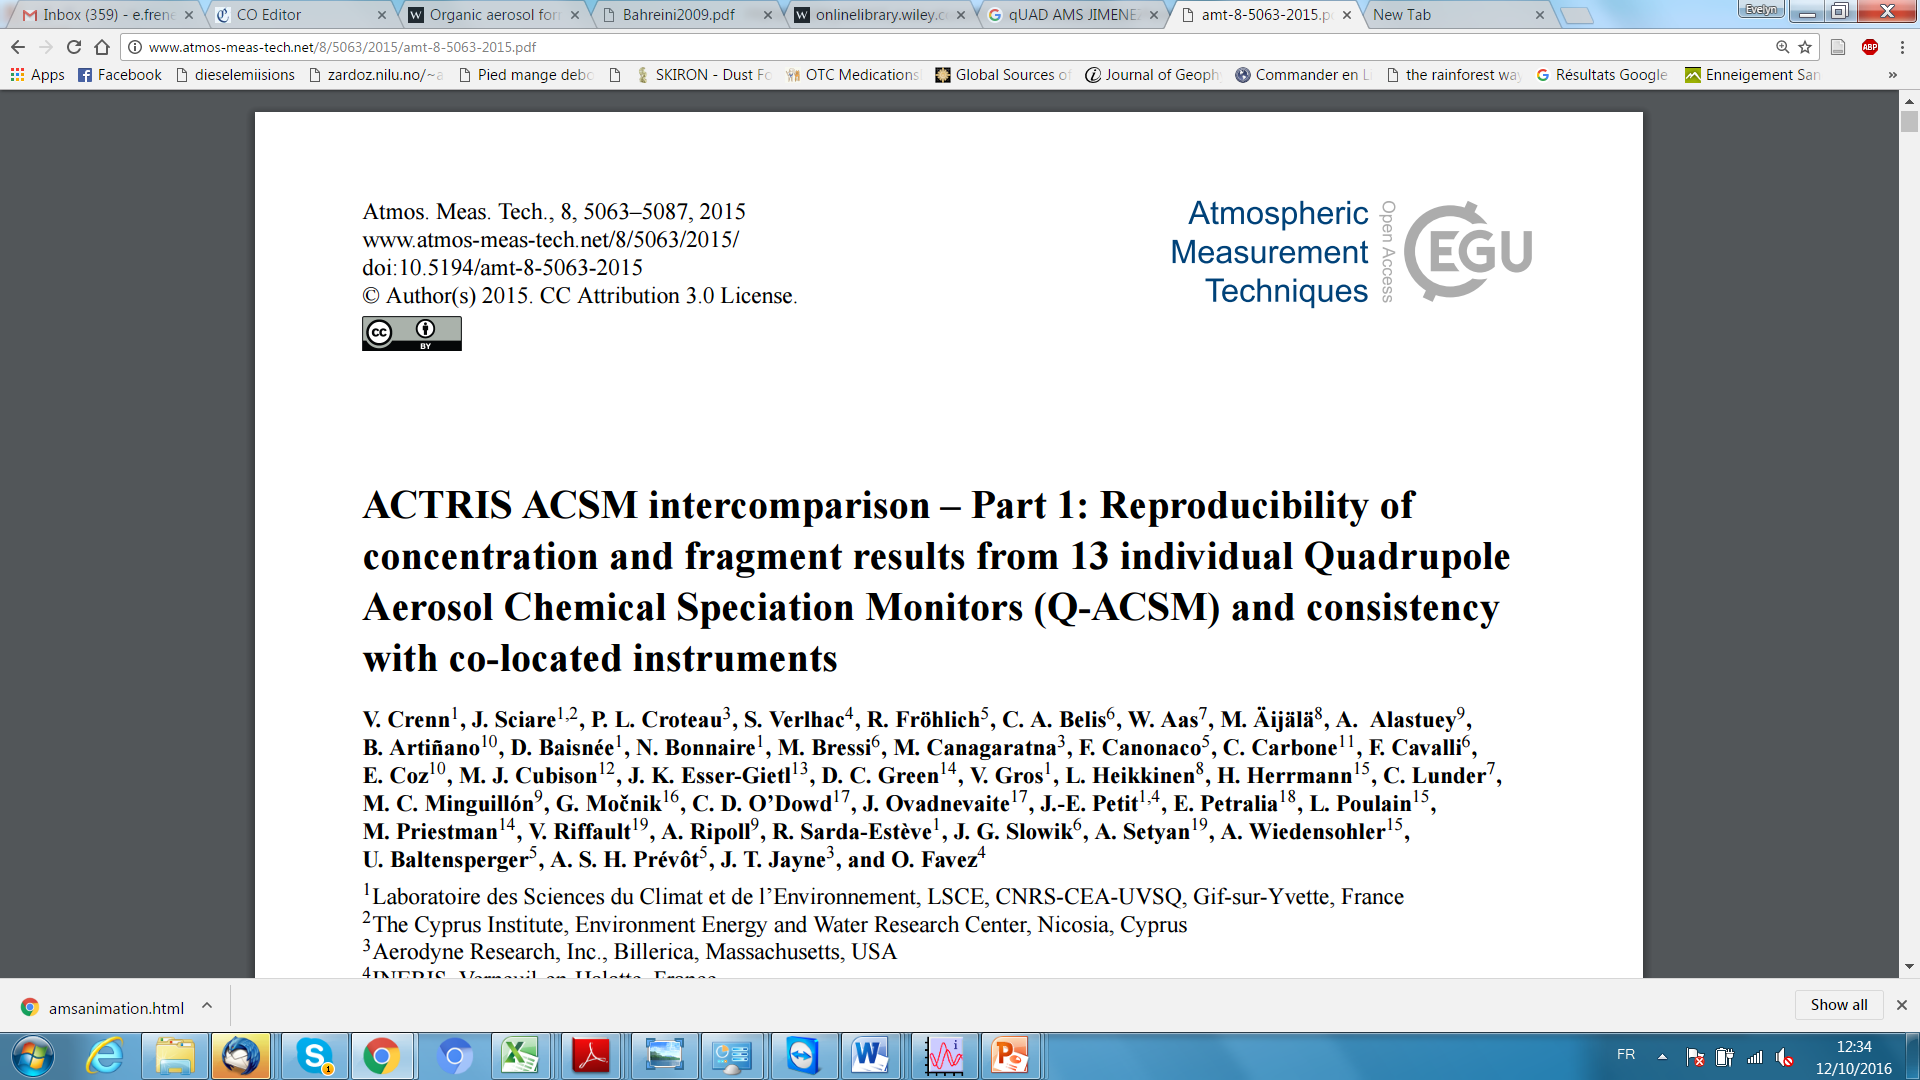 Inbox (359) - e.frene
CO Editor
Organic aerosol for
Bahreini2009.pdf
onlinelibrary.wiley.c
qUAD AMS JIMENE
amt-8-5063-2015.p
New Tab
Evelyn
www.atmos-meas-tech.net/8/5063/2015/amt-8-5063-2015.pdf
ABP
Apps
Facebook
dieselemiisions
zardoz.nilu.no/~a
Pied mange debo
SKIRON - Dust Fo
OTC Medications
Global Sources of
Journal of Geoph
Commander en Li
the rainforest way
Résultats Google
Enneigement San
»
Atmos. Meas. Tech., 8, 5063–5087, 2015
www.atmos-meas-tech.net/8/5063/2015/
doi:10.5194/amt-8-5063-2015
© Author(s) 2015. CC Attribution 3.0 License.
cc BY
Atmospheric
Measurement
Techniques
Open Access
EGU
ACTRIS ACSM intercomparison – Part 1: Reproducibility of
concentration and fragment results from 13 individual Quadrupole
Aerosol Chemical Speciation Monitors (Q-ACSM) and consistency
with co-located instruments
V. Crenn1, J. Sciare1,2, P. L. Croteau3, S. Verlhac4, R. Fröhlich5, C. A. Belis6, W. Aas7, M. Äijälä8, A. Alastuey9,
B. Artiñano10, D. Baisnée1, N. Bonnaire1, M. Bressi6, M. Canagaratna3, F. Canonaco5, C. Carbone11, F. Cavalli6,
E. Coz10, M. J. Cubison12, J. K. Esser-Gietl13, D. C. Green14, V. Gros1, L. Heikkinen8, H. Herrmann15, C. Lunder7,
M. C. Minguillón9, G. Močnik16, C. D. O’Dowd17, J. Ovadnevaite17, J.-E. Petit1,4, E. Petralia18, L. Poulain15,
M. Priestman14, V. Riffault19, A. Ripoll9, R. Sarda-Estève1, J. G. Slowik6, A. Setyan19, A. Wiedensohler15,
U. Baltensperger5, A. S. H. Prévôt5, J. T. Jayne3, and O. Favez4
1Laboratoire des Sciences du Climat et de l’Environnement, LSCE, CNRS-CEA-UVSQ, Gif-sur-Yvette, France
2The Cyprus Institute, Environment Energy and Water Research Center, Nicosia, Cyprus
3Aerodyne Research, Inc., Billerica, Massachusetts, USA
4INERIS, Verneuil-en-Halatte, France
amsanimation.html
Show all
FR
12:34
12/10/2016